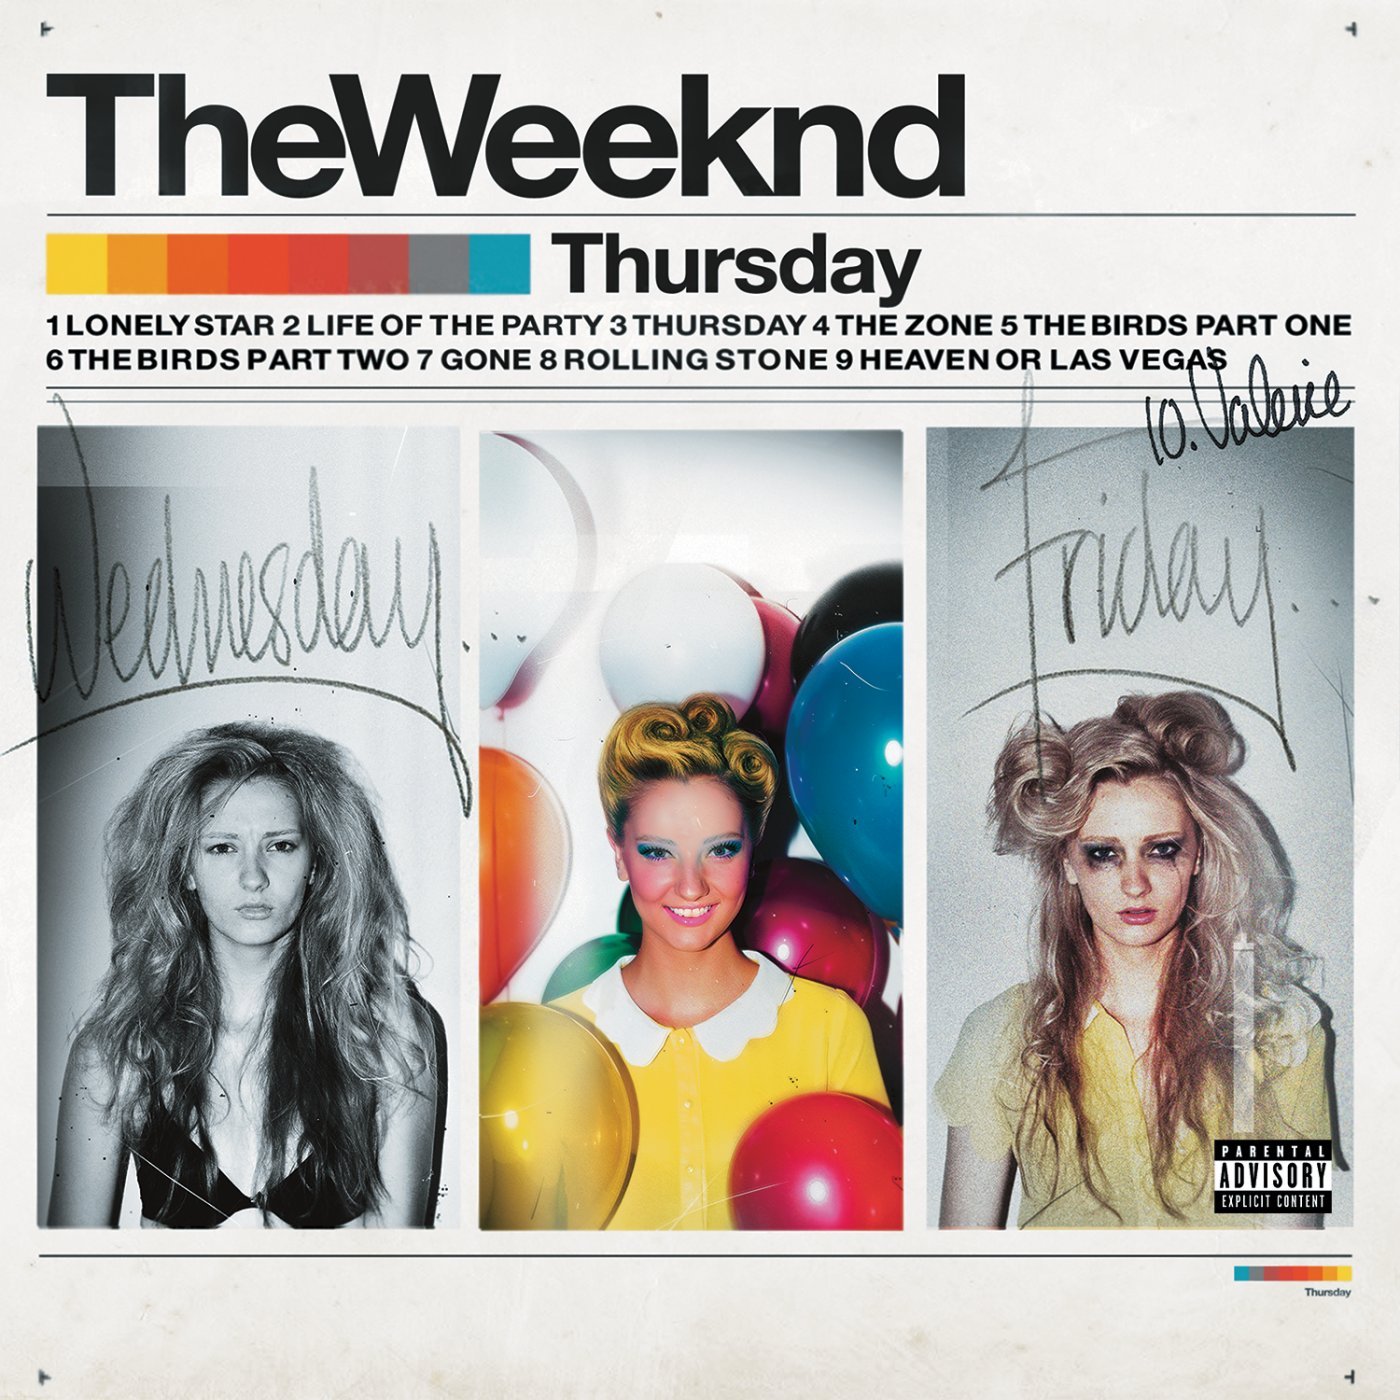 TheWeeknd
Thursday
1 LONELY STAR 2 LIFE OF THE PARTY 3 THURSDAY 4 THE ZONE 5 THE BIRDS PART ONE
6 THE BIRDS PART TWO 7 GONE 8 ROLLING STONE 9 HEAVEN OR LAS VEGAS
10. Valerie
Wednesday...
Friday...
PARENTAL
ADVISORY
EXPLICIT CONTENT
Thursday